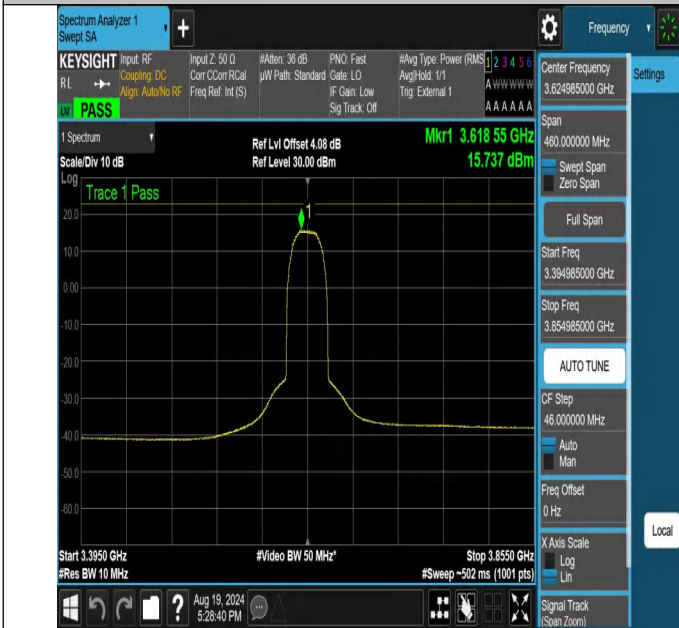 Spectrum Analyzer 1
Swept SA
Frequency
KEYSIGHT
RL
PASS
Input: RF
Coupling: DC
Align: Auto/No RF
Input Z: 50 Ω
Corr CCorr RCal
Freq Ref: Int (S)
#Atten: 36 dB
µW Path: Standard
PNO: Fast
Gate: LO
IF Gain: Low
Sig Track: Off
#Avg Type: Power (RMS
Avg|Hold: 1/1
Trig: External 1
1 2 3 4 5 6
A W W W W W
A A A A A A
1 Spectrum
Scale/Div 10 dB
Ref Lvl Offset 4.08 dB
Ref Level 30.00 dBm
Mkr1 3.618 55 GHz
15.737 dBm
Log
Trace 1 Pass
1
20.0
10.0
0.00
-10.0
-20.0
-30.0
-40.0
-50.0
-60.0
Start 3.3950 GHz
#Res BW 10 MHz
#Video BW 50 MHz*
Stop 3.8550 GHz
#Sweep ~502 ms (1001 pts)
Center Frequency
3.624985000 GHz
Settings
Span
460.000000 MHz
Swept Span
Zero Span
Full Span
Start Freq
3.394985000 GHz
Stop Freq
3.854985000 GHz
AUTO TUNE
CF Step
46.000000 MHz
Auto
Man
Freq Offset
0 Hz
X Axis Scale
Log
Lin
Local
Signal Track
(Span Zoom)
?
Aug 19, 2024
5:28:40 PM